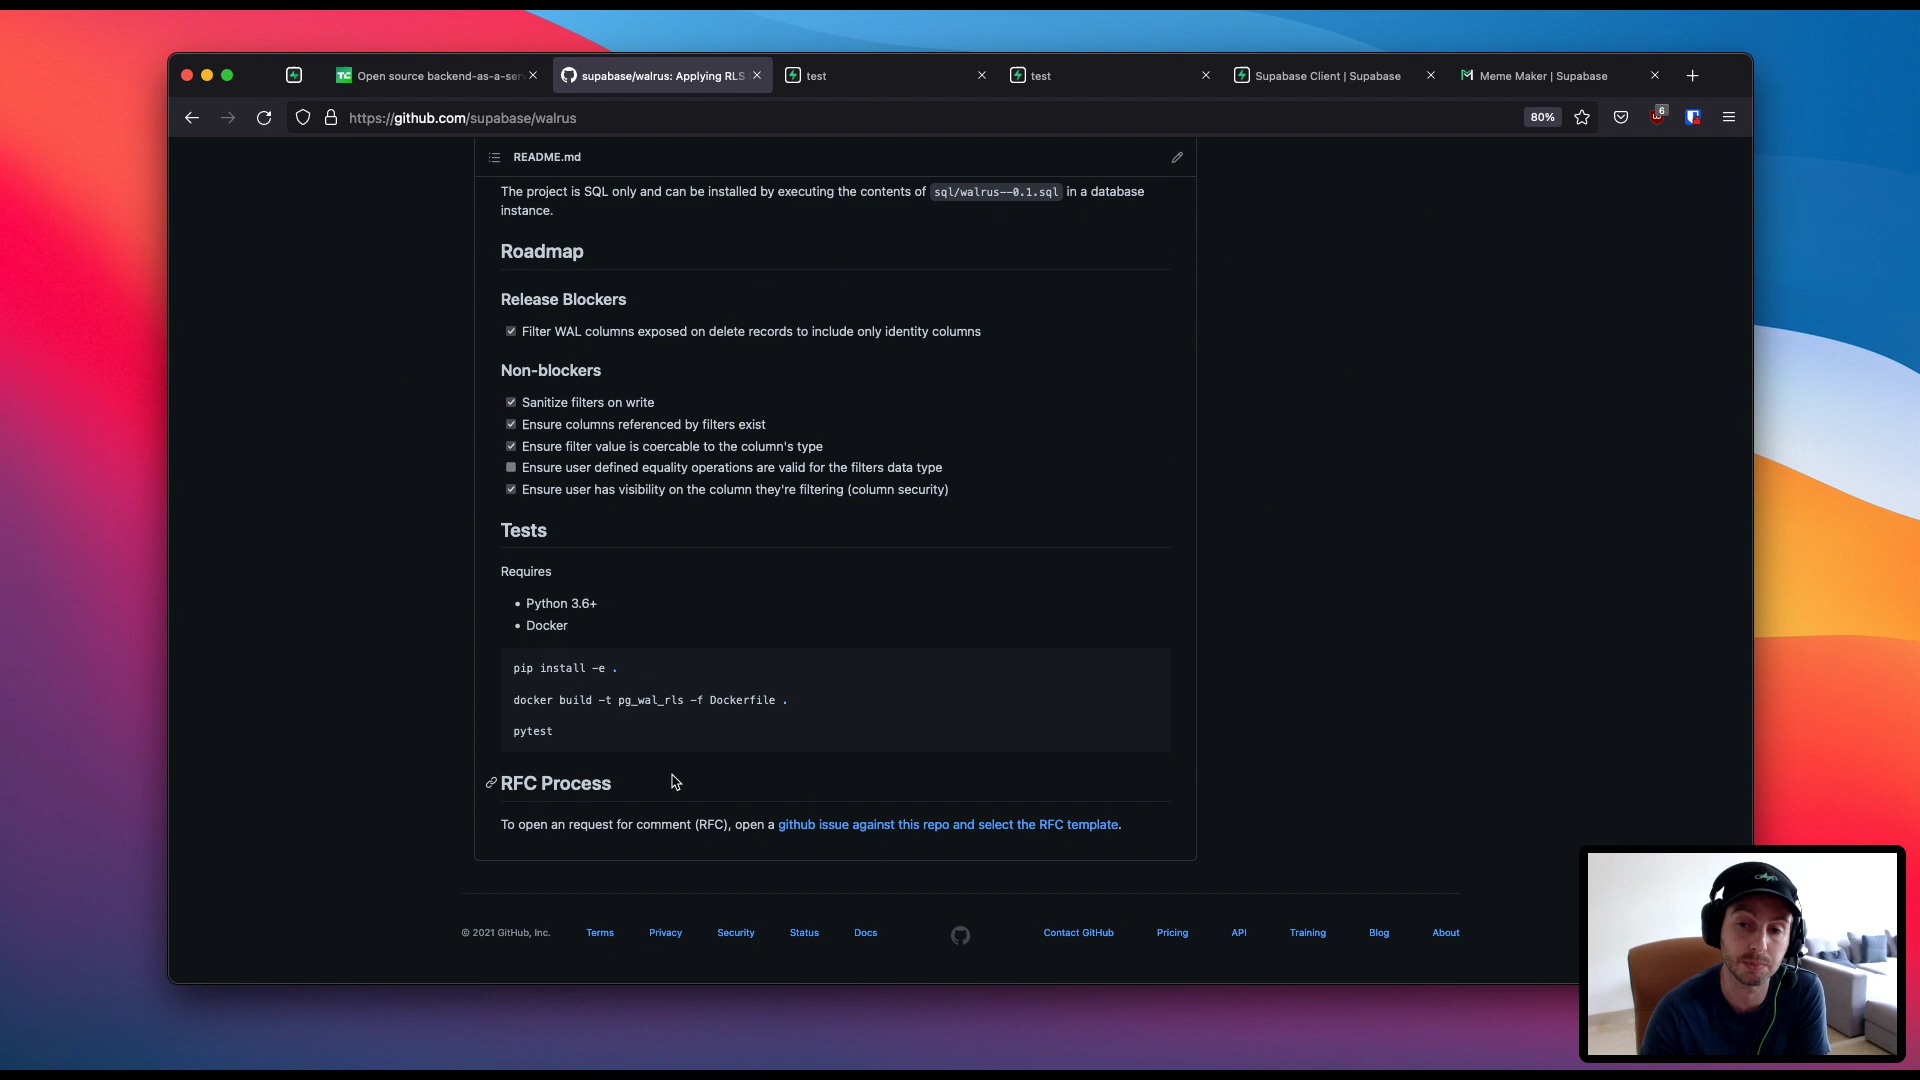 Open source backend-as-a-serv
supabase/walrus: Applying RLS
test
test
Supabase Client | Supabase
Meme Maker | Supabase
https://github.com/supabase/walrus
80%
6
README.md
The project is SQL only and can be installed by executing the contents of sql/walrus--0.1.sql in a database
instance.
Roadmap
Release Blockers
Filter WAL columns exposed on delete records to include only identity columns
Non-blockers
Sanitize filters on write
Ensure columns referenced by filters exist
Ensure filter value is coercable to the column's type
Ensure user defined equality operations are valid for the filters data type
Ensure user has visibility on the column they're filtering (column security)
Tests
Requires
Python 3.6+
Docker
pip install -e .
docker build -t pg_wal_rls -f Dockerfile .
pytest
RFC Process
To open an request for comment (RFC), open a github issue against this repo and select the RFC template.
© 2021 GitHub, Inc. Terms Privacy Security Status Docs Contact GitHub Pricing API Training Blog About